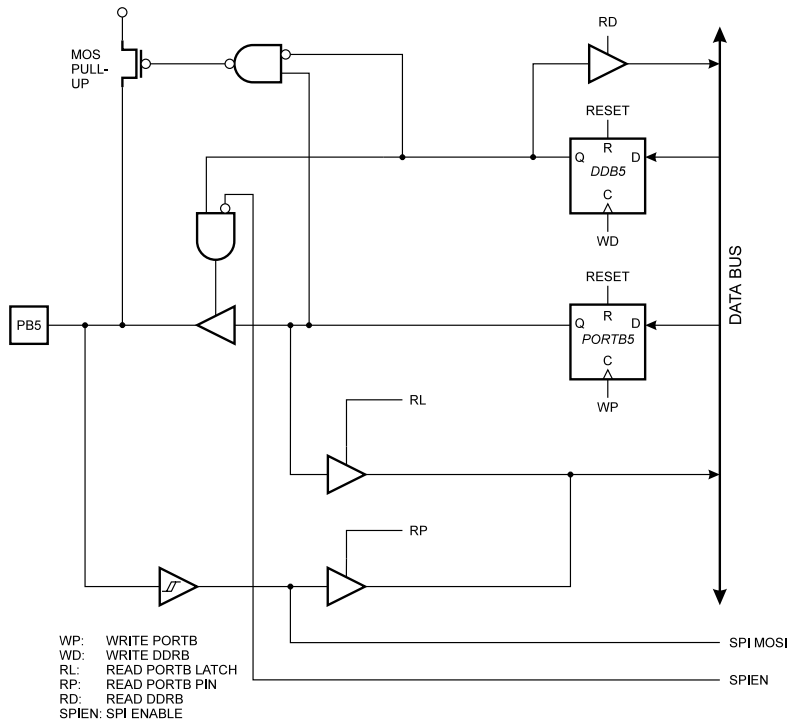 RD
MOS
PULL-
UP
RESET
R
Q
D
DDB5
C
WD
RESET
DATA BUS
R
PB5
Q
D
PORTB5
C
WP
RL
RP
WP: WRITE PORTB
WD: WRITE DDRB
RL: READ PORTB LATCH
RP: READ PORTB PIN
RD: READ DDRB
SPIEN: SPI ENABLE
SPI MOSI
SPIEN